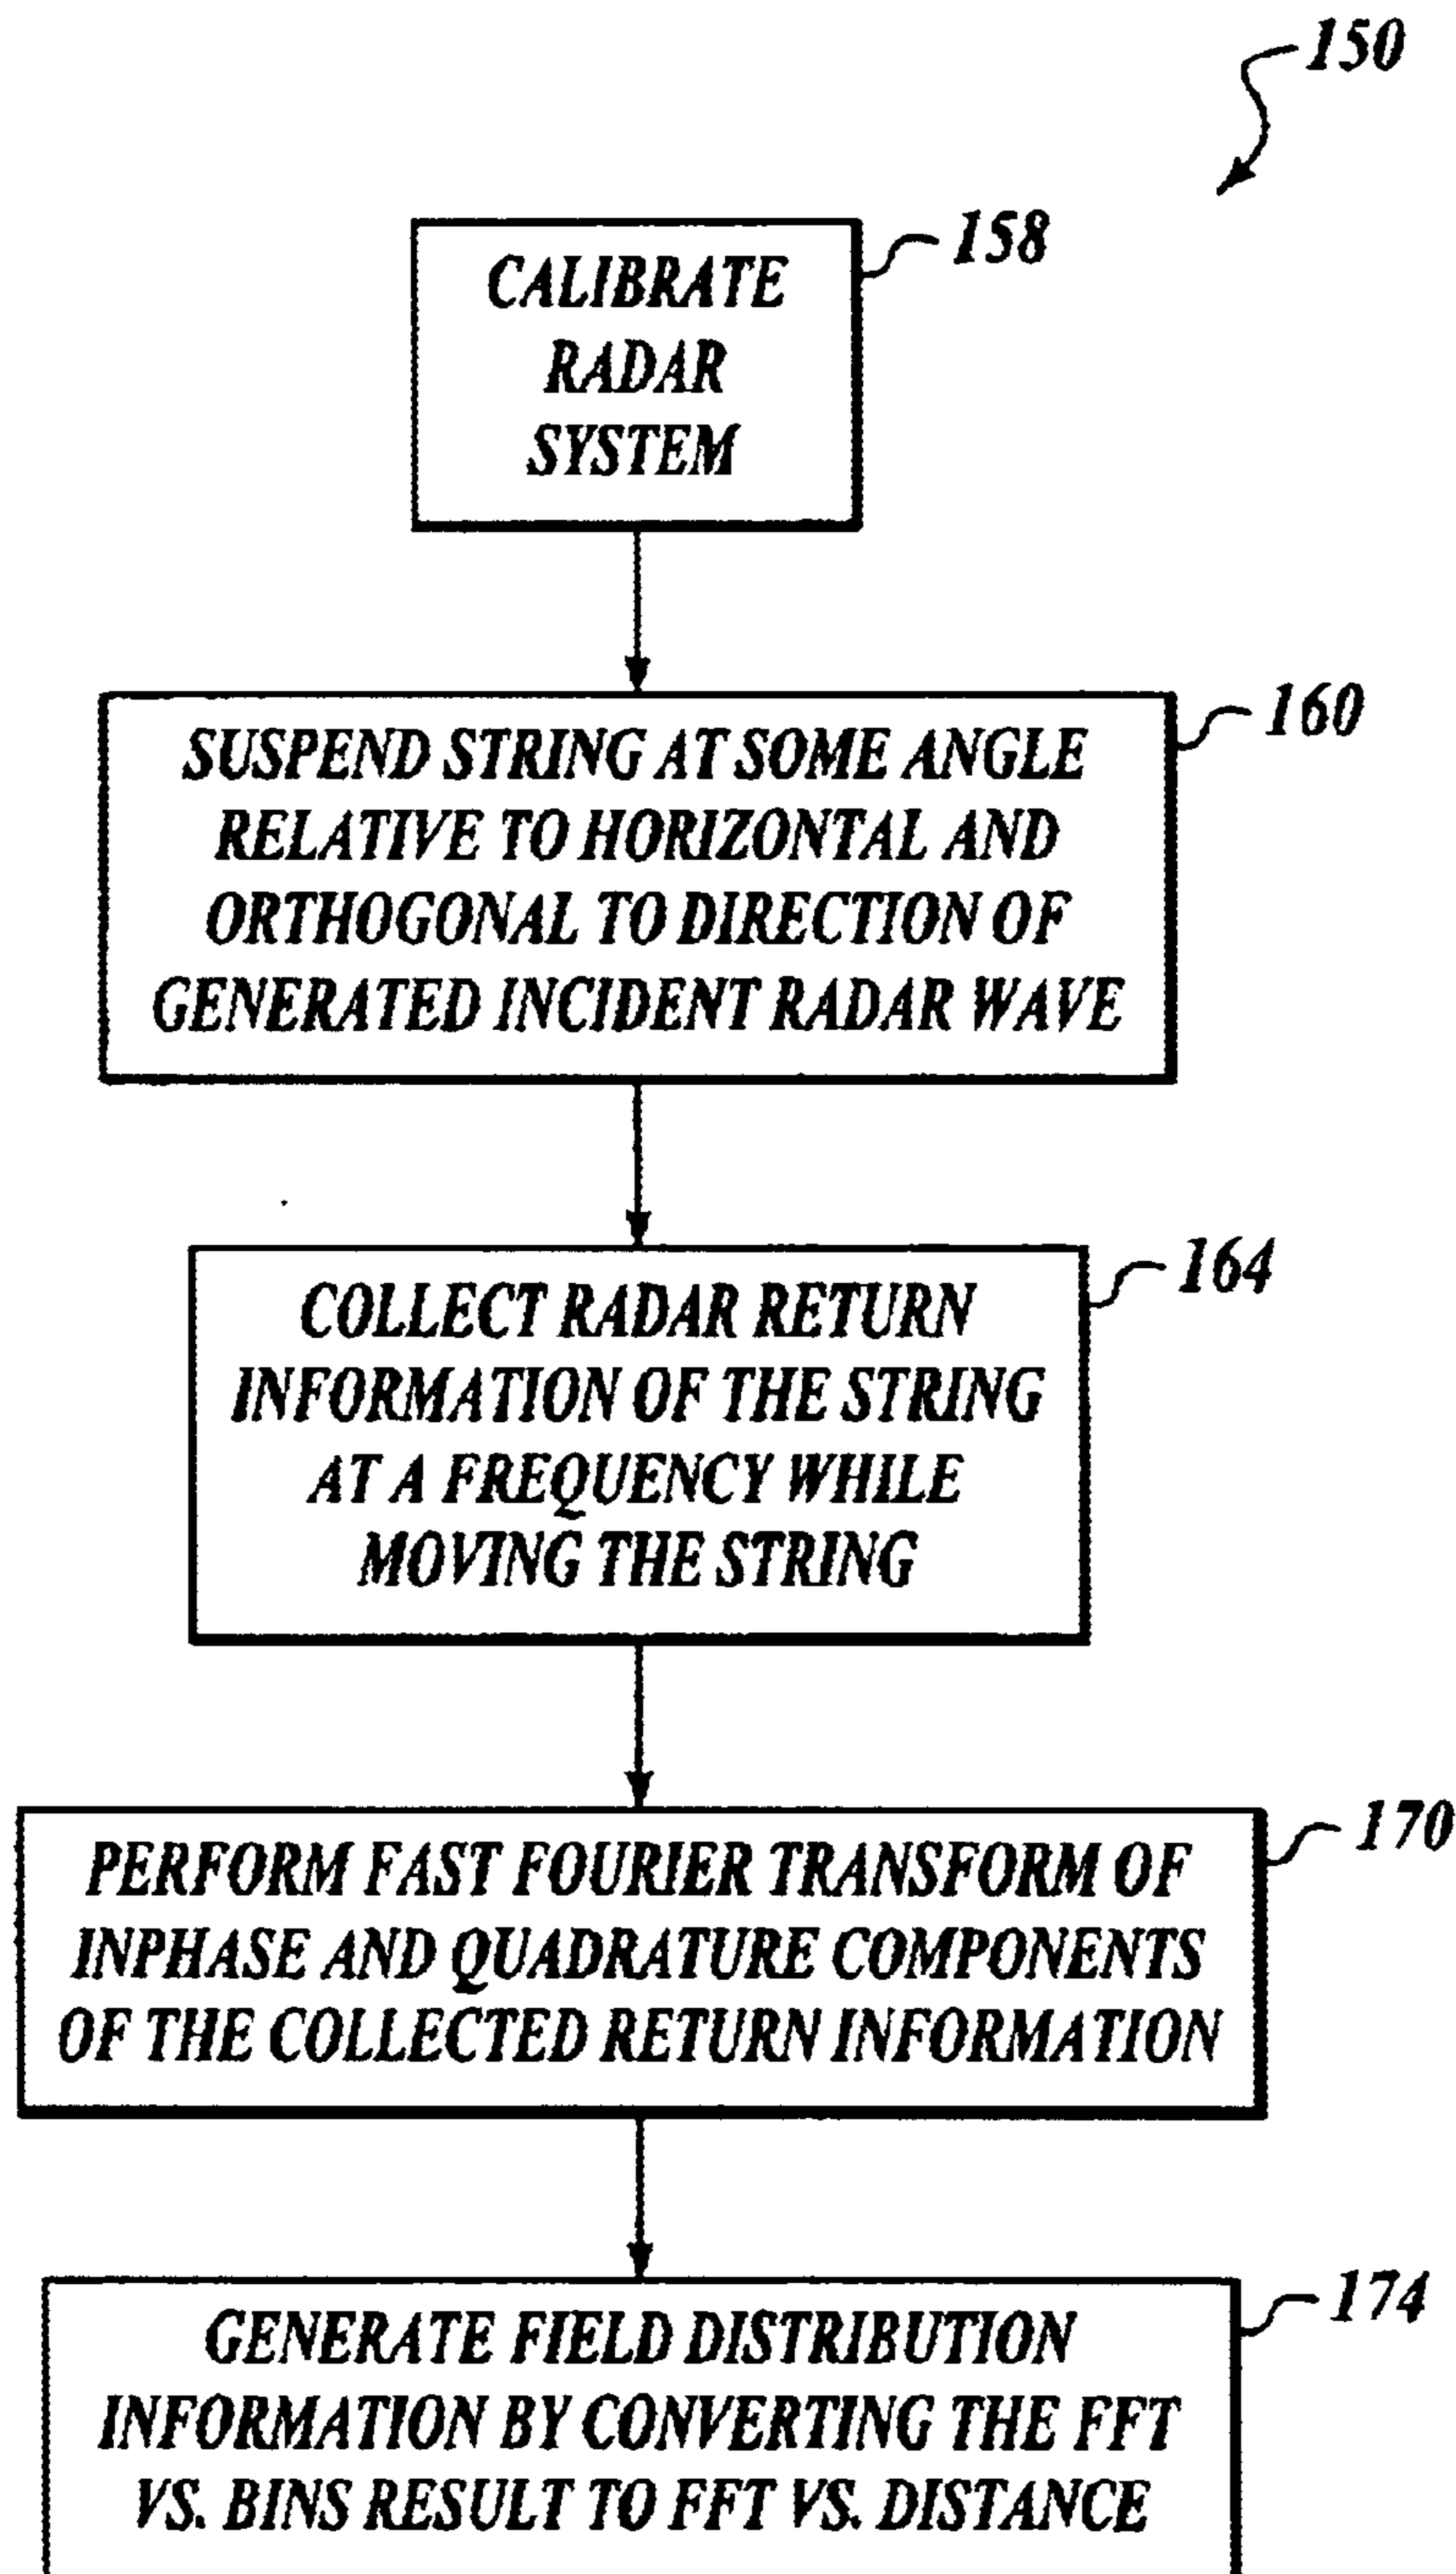 150
158
CALIBRATE
RADAR
SYSTEM
160
SUSPEND STRING AT SOME ANGLE
RELATIVE TO HORIZONTAL AND
ORTHOGONAL TO DIRECTION OF
GENERATED INCIDENT RADAR WAVE
164
COLLECT RADAR RETURN
INFORMATION OF THE STRING
AT A FREQUENCY WHILE
MOVING THE STRING
170
PERFORM FAST FOURIER TRANSFORM OF
INPHASE AND QUADRATURE COMPONENTS
OF THE COLLECTED RETURN INFORMATION
174
GENERATE FIELD DISTRIBUTION
INFORMATION BY CONVERTING THE FFT
VS. BINS RESULT TO FFT VS. DISTANCE